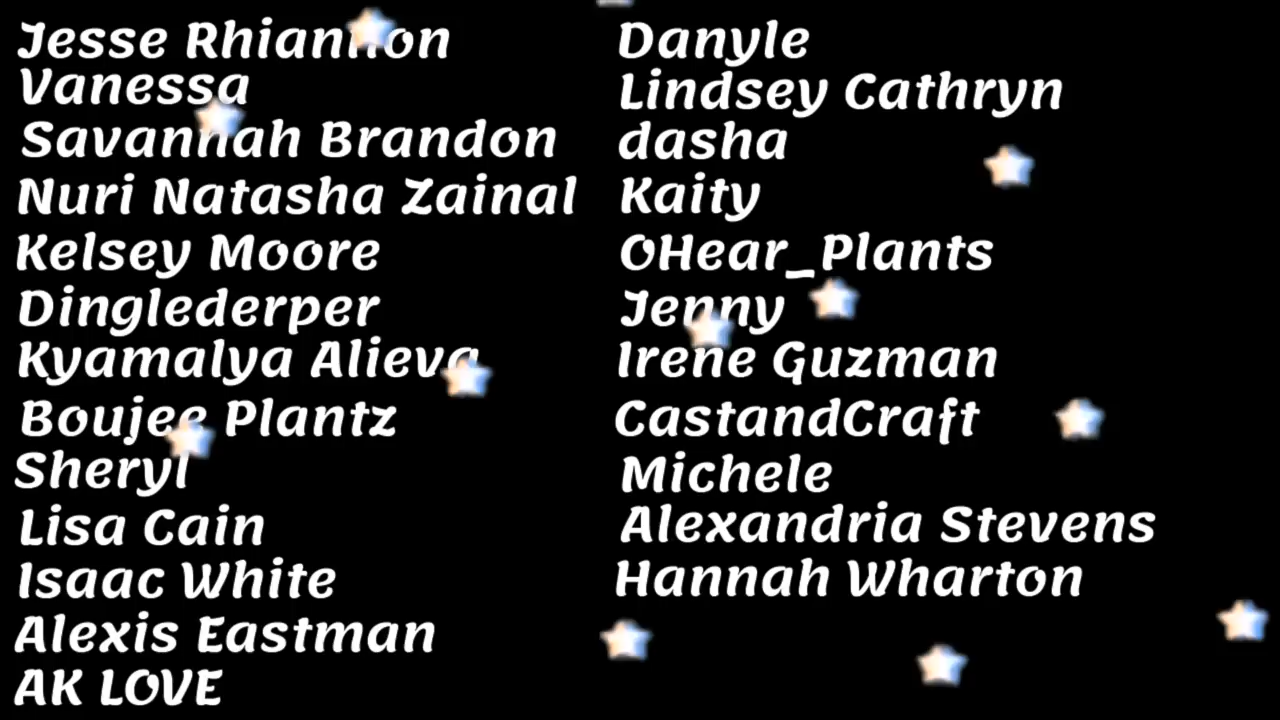 Jesse Rhiannon
Vanessa
Savannah Brandon
Nuri Natasha Zainal
Kelsey Moore
Dinglederper
Kyamalya Alieva
Boujee Plantz
Sheryl
Lisa Cain
Isaac White
Alexis Eastman
AK LOVE
Danyle
Lindsey Cathryn
dasha
Kaity
OHear_Plants
Jenny
Irene Guzman
CastandCraft
Michele
Alexandria Stevens
Hannah Wharton